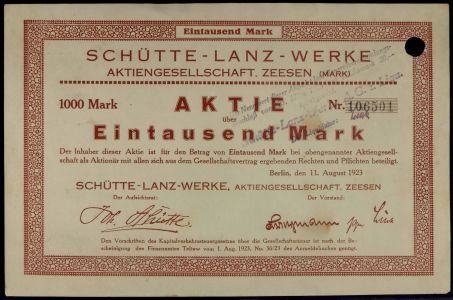 Eintausend Mark
SCHÜTTE-LANZ-WERKE
AKTIENGESELLSCHAFT, ZEESEN, (MARK)
1000 Mark AKTIE Nr. 106501
über
Eintausend Mark
Der Inhaber dieser Aktie ist für den Betrag von Eintausend Mark bei obengenannter Aktiengesell-
schaft als Aktionär mit allen sich aus dem Gesellschaftsvertrag ergebenden Rechten und Pflichten beteiligt.
Berlin, den 11. August 1923
SCHÜTTE-LANZ-WERKE, AKTIENGESELLSCHAFT, ZEESEN
Der Aufsichtsrat: Der Vorstand:
Den Vorschriften des Kapitalverkehrsteuergesetzes über die Gesellschaftsteuer ist nach der Be-
scheinigung des Finanzamtes Teltow vom 1. Aug. 1923, No. 36/23 des Anmeldebuches genügt.